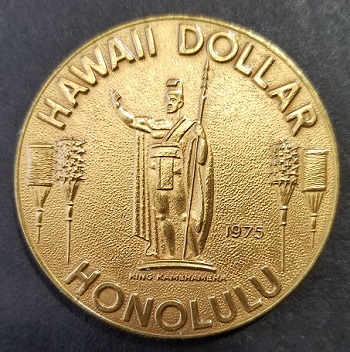 HAWAII DOLLAR
1975
KING KAMEHAMEHA
HONOLULU